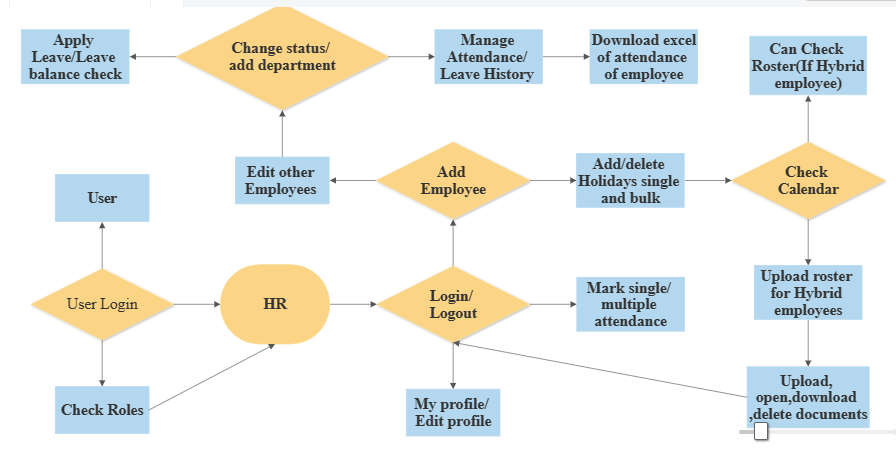 Apply
Leave/Leave
balance check
Change status/
add department
Manage
Attendance/
Leave History
Download excel
of attendance
of employee
Can Check
Roster(If Hybrid
employee)
Edit other
Employees
Add
Employee
Add/delete
Holidays single
and bulk
Check
Calendar
User
User Login
HR
Login/
Logout
Mark single/
multiple
attendance
Upload roster
for Hybrid
employees
Check Roles
My profile/
Edit profile
Upload,
open,download
,delete documents